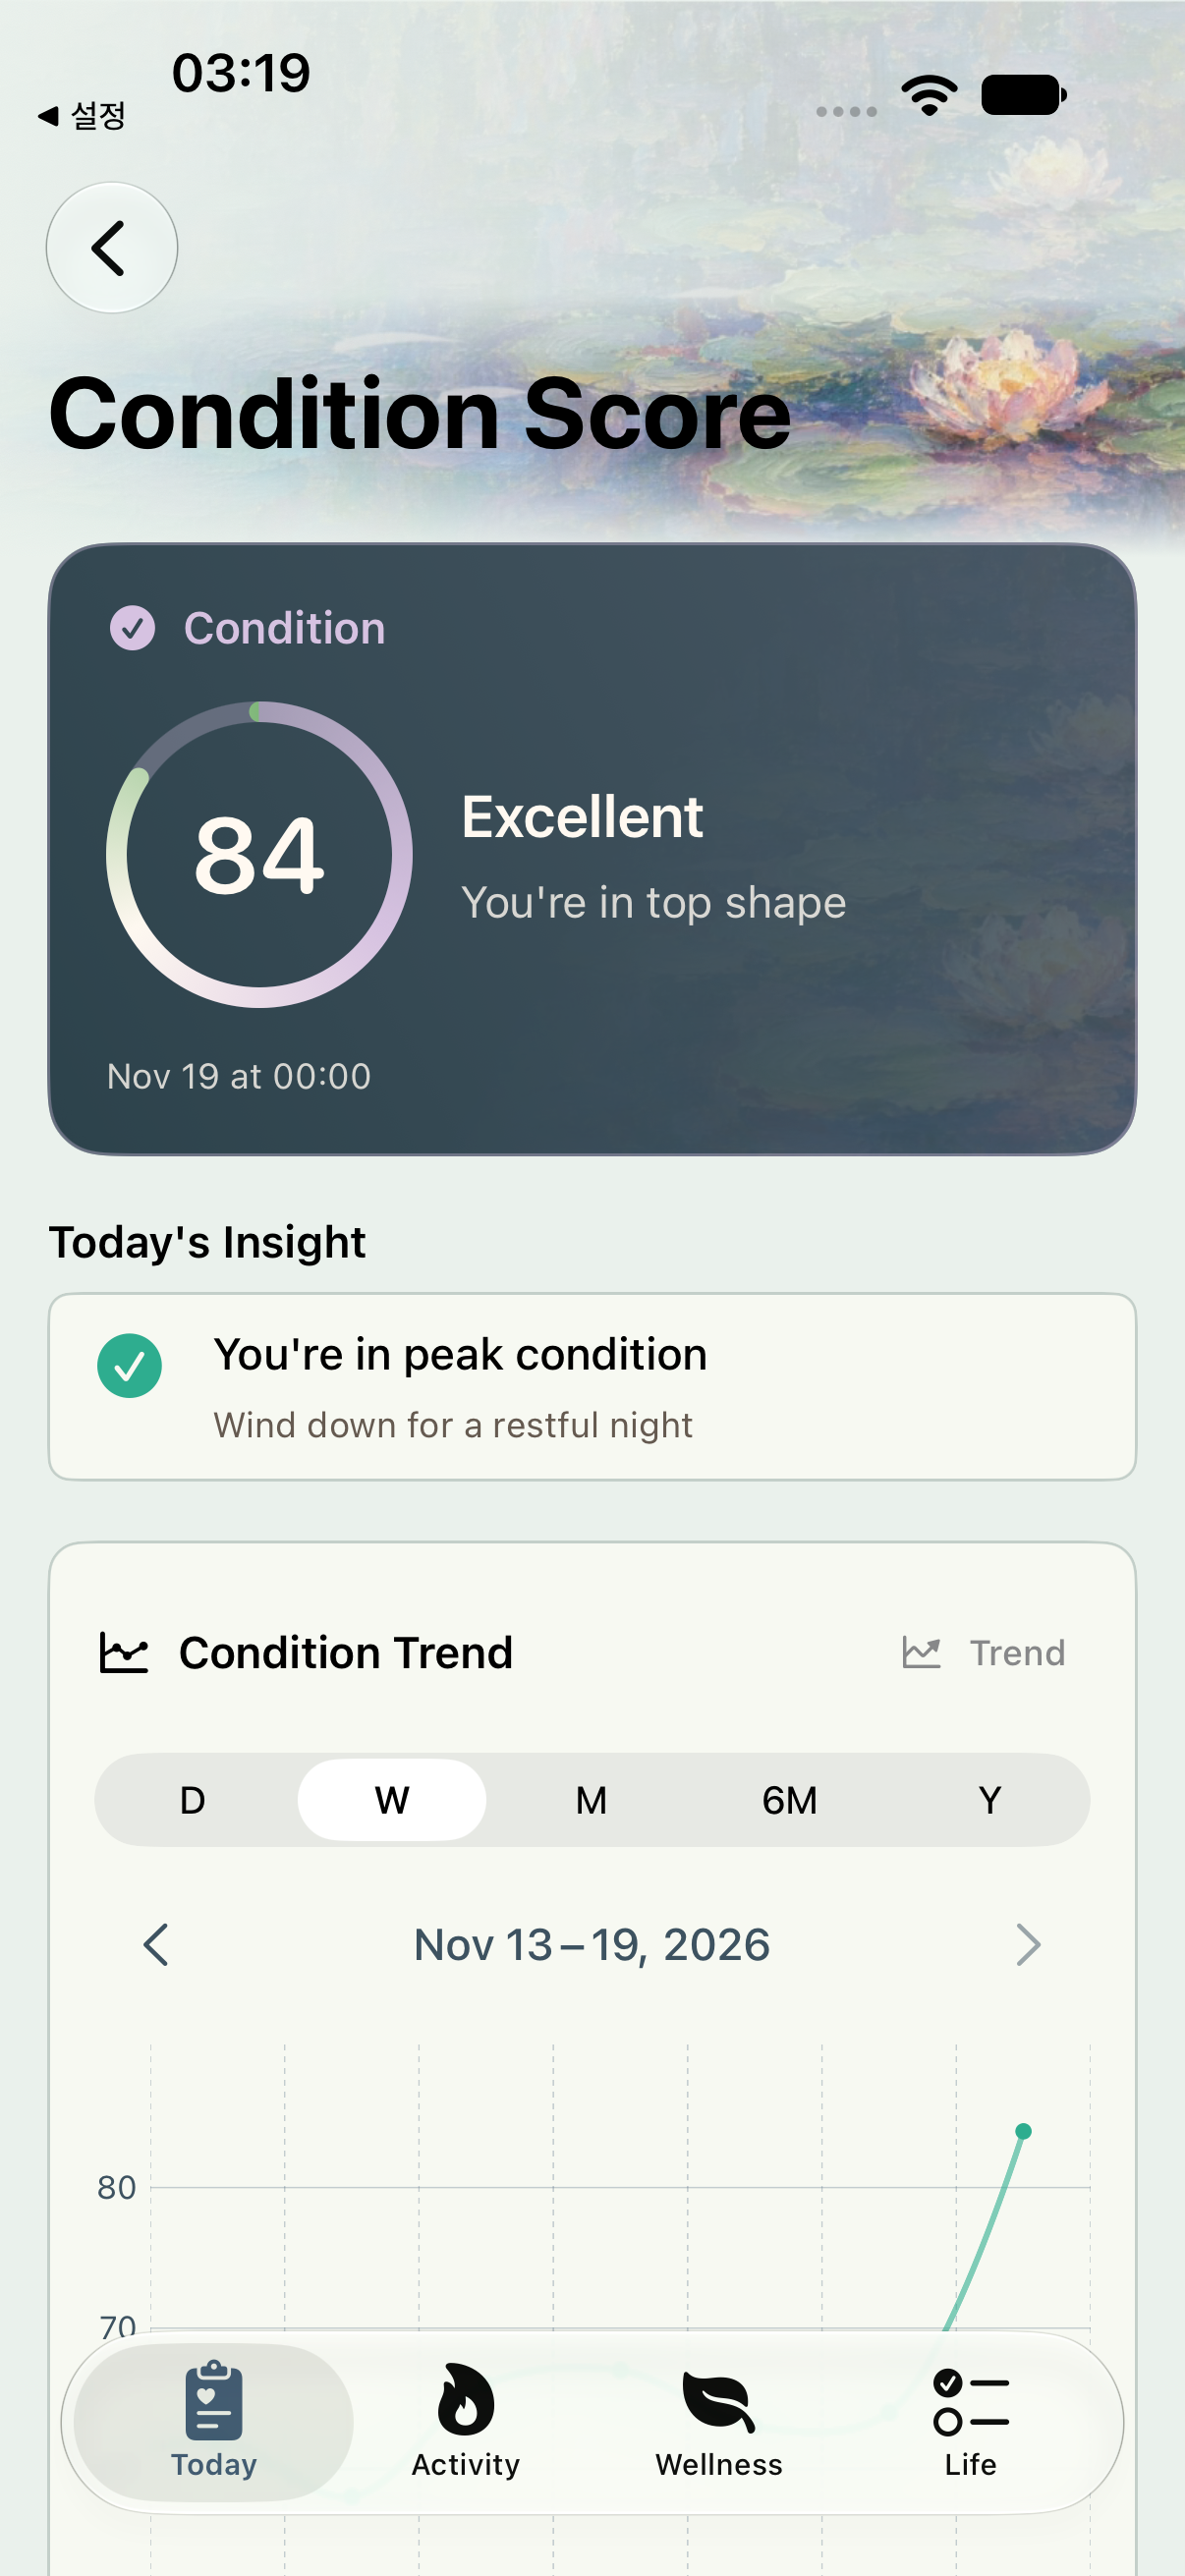 03:19
◀ 설정
Condition Score
Condition
84
Excellent
You're in top shape
Nov 19 at 00:00
Today's Insight
You're in peak condition
Wind down for a restful night
Condition Trend
Trend
D W M 6M Y
Nov 13 – 19, 2026
80
70
Today Activity Wellness Life